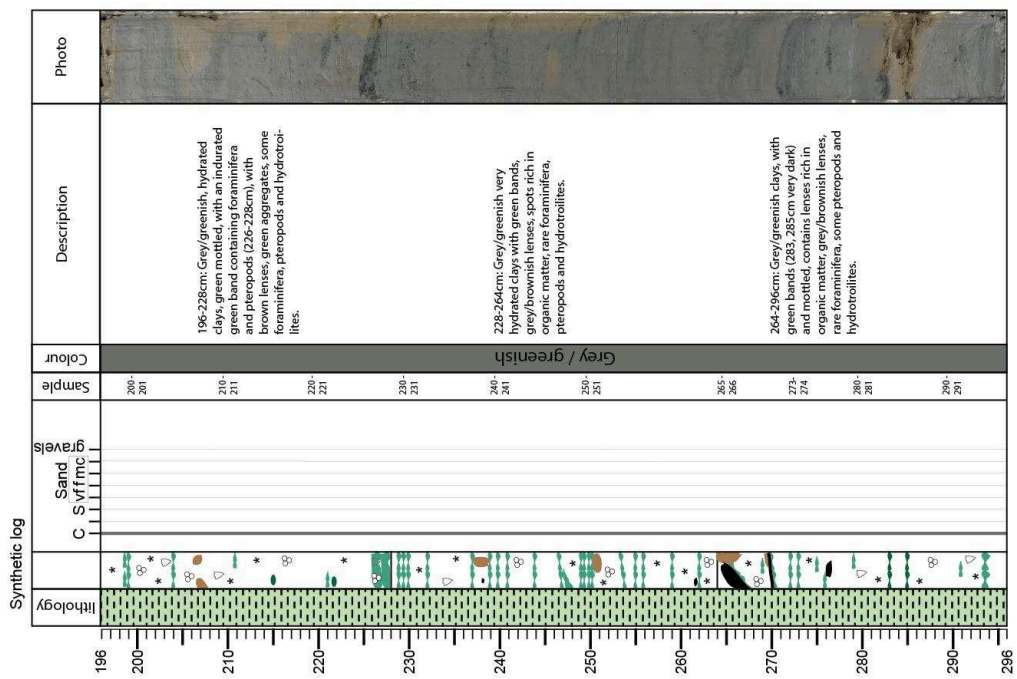 Photo
Description
Colour
Sample
Synthetic log
lithology
196-228cm: Grey/greenish, hydrated
clays, green mottled, with an indurated
green band containing foraminifera
and pteropods (226-228cm), with
brown lenses, green aggregates, some
foraminifera, pteropods and hydrotroi-
lites.
228-264cm: Grey/greenish very
hydrated clays with green bands,
grey/brownish lenses, spots rich in
organic matter, rare foraminifera,
pteropods and hydrotroilites.
264-296cm: Grey/greenish clays, with
green bands (283, 285cm very dark)
and mottled, contains lenses rich in
organic matter, grey/brownish lenses,
rare foraminifera, some pteropods and
hydrotroilites.
Grey / greenish
200-
201
210-
211
220-
221
230-
231
240-
241
250-
251
265-
266
273-
274
280-
281
290-
291
gravels
Sand
vf f m c
S
C
196
200
210
220
230
240
250
260
270
280
290
296